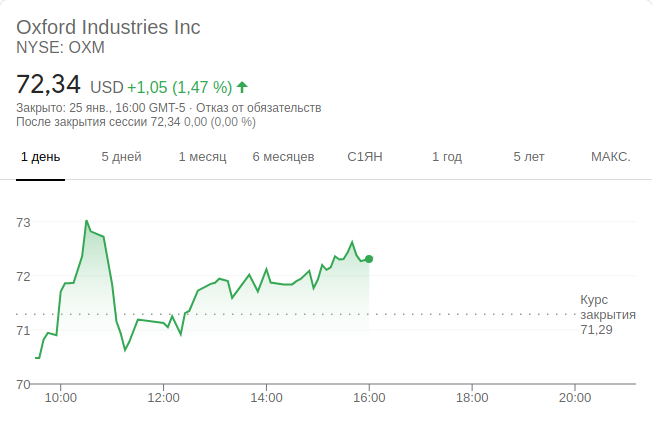 Oxford Industries Inc
NYSE: OXM
72,34 USD +1,05 (1,47 %)
Закрыто: 25 янв., 16:00 GMT-5 · Отказ от обязательств
После закрытия сессии 72,34 0,00 (0,00 %)
1 день 5 дней 1 месяц 6 месяцев С1ЯН 1 год 5 лет МАКС.
73
72
Курс
закрытия
71,29
71
70
10:00 12:00 14:00 16:00 18:00 20:00